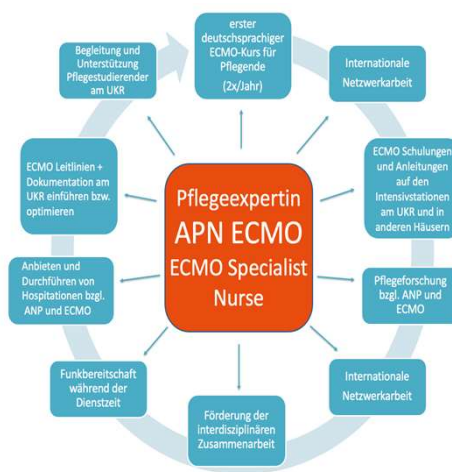 erster
deutschsprachiger
ECMO-Kurs für
Pflegende
(2x/Jahr)
Internationale
Netzwerkarbeit
ECMO Schulungen
und Anleitungen
auf den
Intensivstationen
am UKR und in
anderen Häusern
Pflegeforschung
bzgl. ANP und
ECMO
Internationale
Netzwerkarbeit
Förderung der
interdisziplinären
Zusammenarbeit
Funkbereitschaft
während der
Dienstzeit
Anbieten und
Durchführen von
Hospitationen bzgl.
ANP und ECMO
ECMO Leitlinien +
Dokumentation am
UKR einführen bzw.
optimieren
Begleitung und
Unterstützung
Pflegestudierender
am UKR
Pflegeexpertin
APN ECMO
ECMO Specialist
Nurse